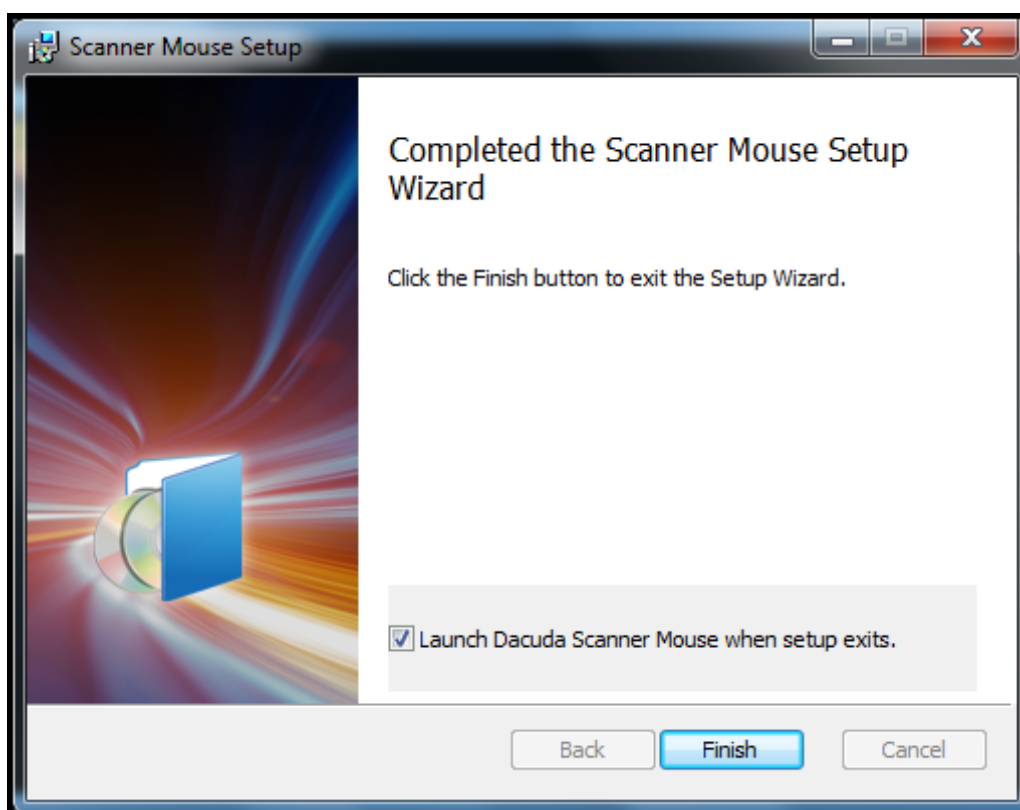 Scanner Mouse Setup
Completed the Scanner Mouse Setup
Wizard
Click the Finish button to exit the Setup Wizard.
Launch Dacuda Scanner Mouse when setup exits.
Back Finish Cancel